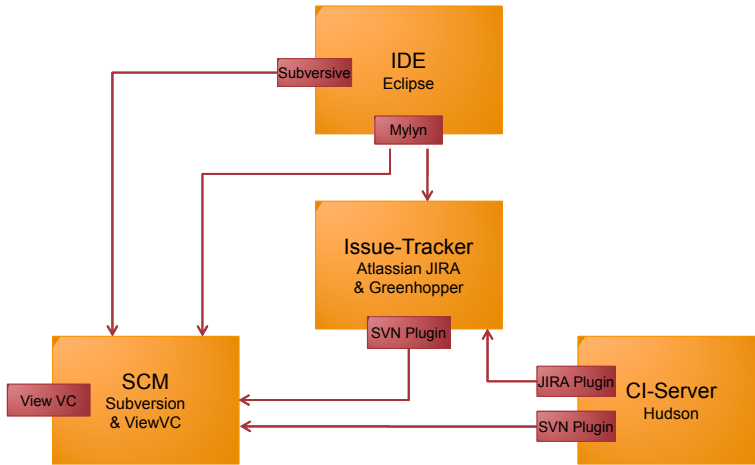 IDE
Eclipse
Subversive
Mylyn
Issue-Tracker
Atlassian JIRA
& Greenhopper
SVN Plugin
SCM
Subversion
& ViewVC
View VC
JIRA Plugin
CI-Server
Hudson
SVN Plugin